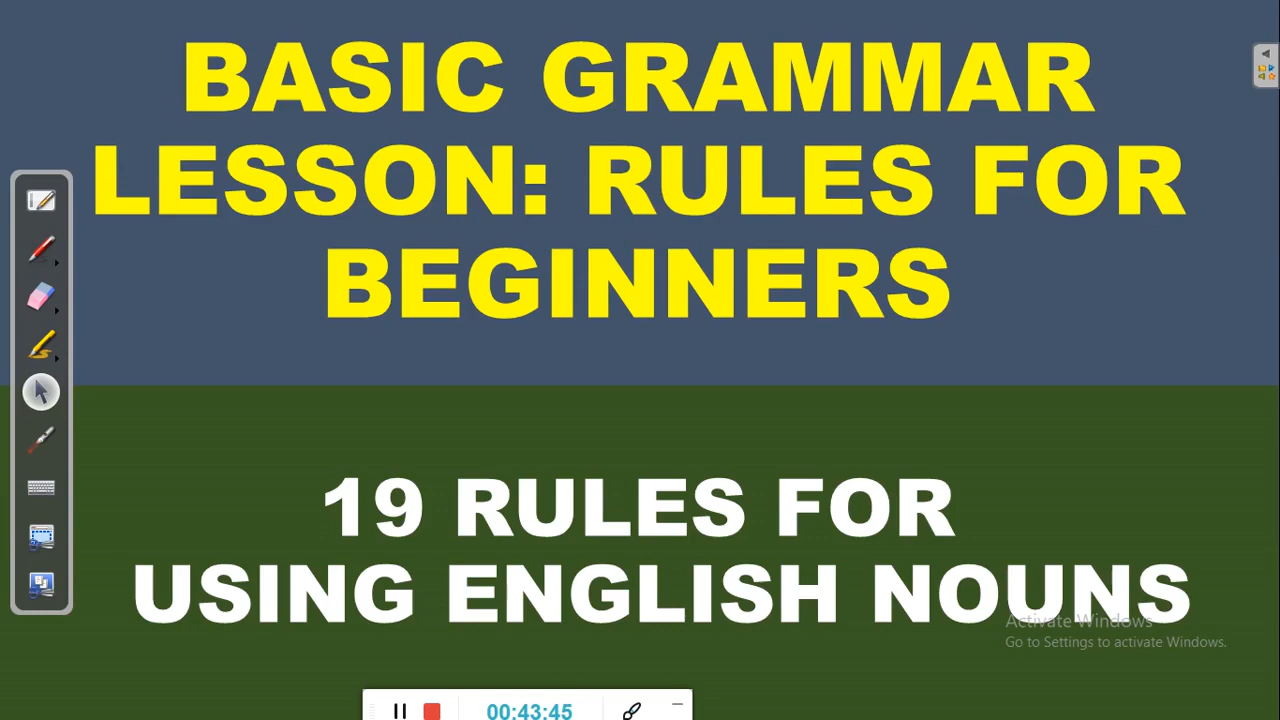 BASIC GRAMMAR
LESSON: RULES FOR
BEGINNERS
19 RULES FOR
USING ENGLISH NOUNS
Activate Windows
Go to Settings to activate Windows.
00:43:45